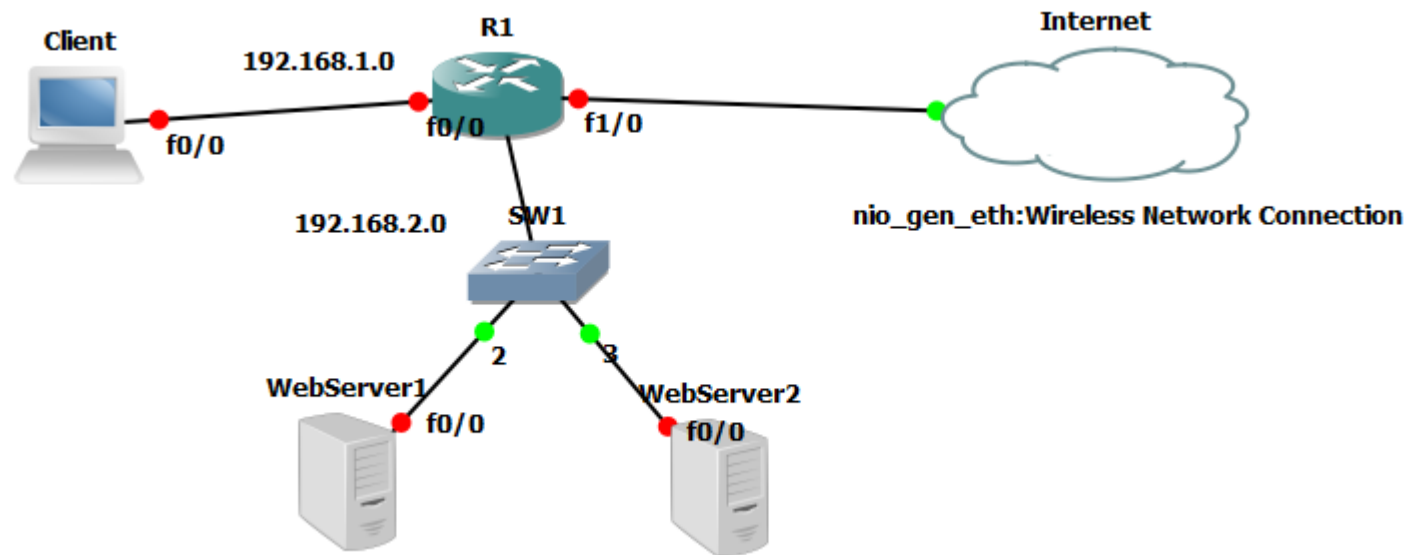 Client
R1
Internet
192.168.1.0
f0/0
f0/0
f1/0
192.168.2.0
SW1
nio_gen_eth:Wireless Network Connection
2
3
WebServer1
WebServer2
f0/0
f0/0